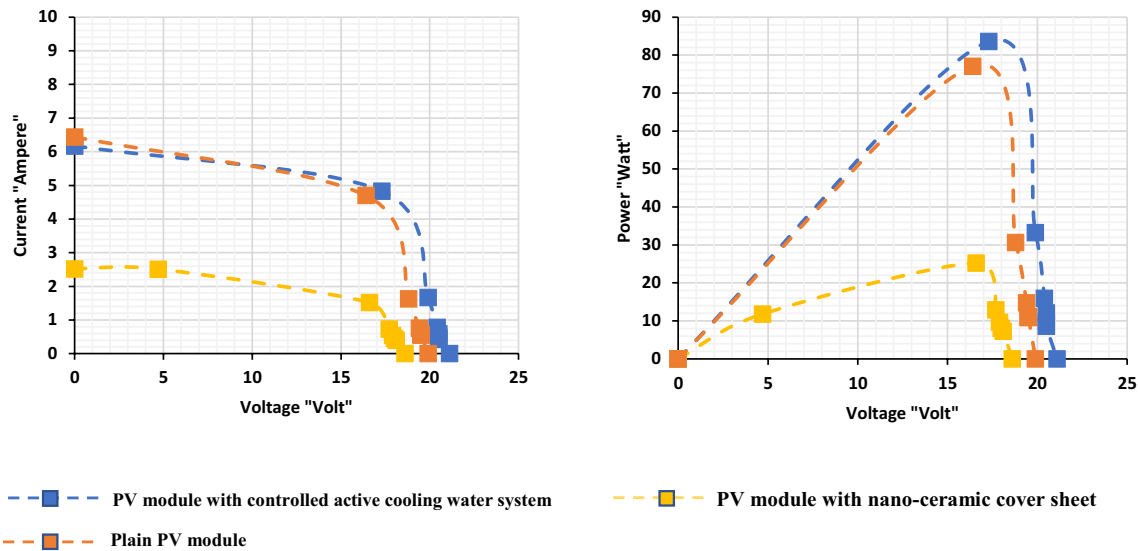 10
9
8
7
6
5
4
3
2
1
0
Current "Ampere"
0 5 10 15 20 25
Voltage "Volt"
90
80
70
60
50
40
30
20
10
0
Power "Watt"
0 5 10 15 20 25
Voltage "Volt"
PV module with controlled active cooling water system
PV module with nano-ceramic cover sheet
Plain PV module